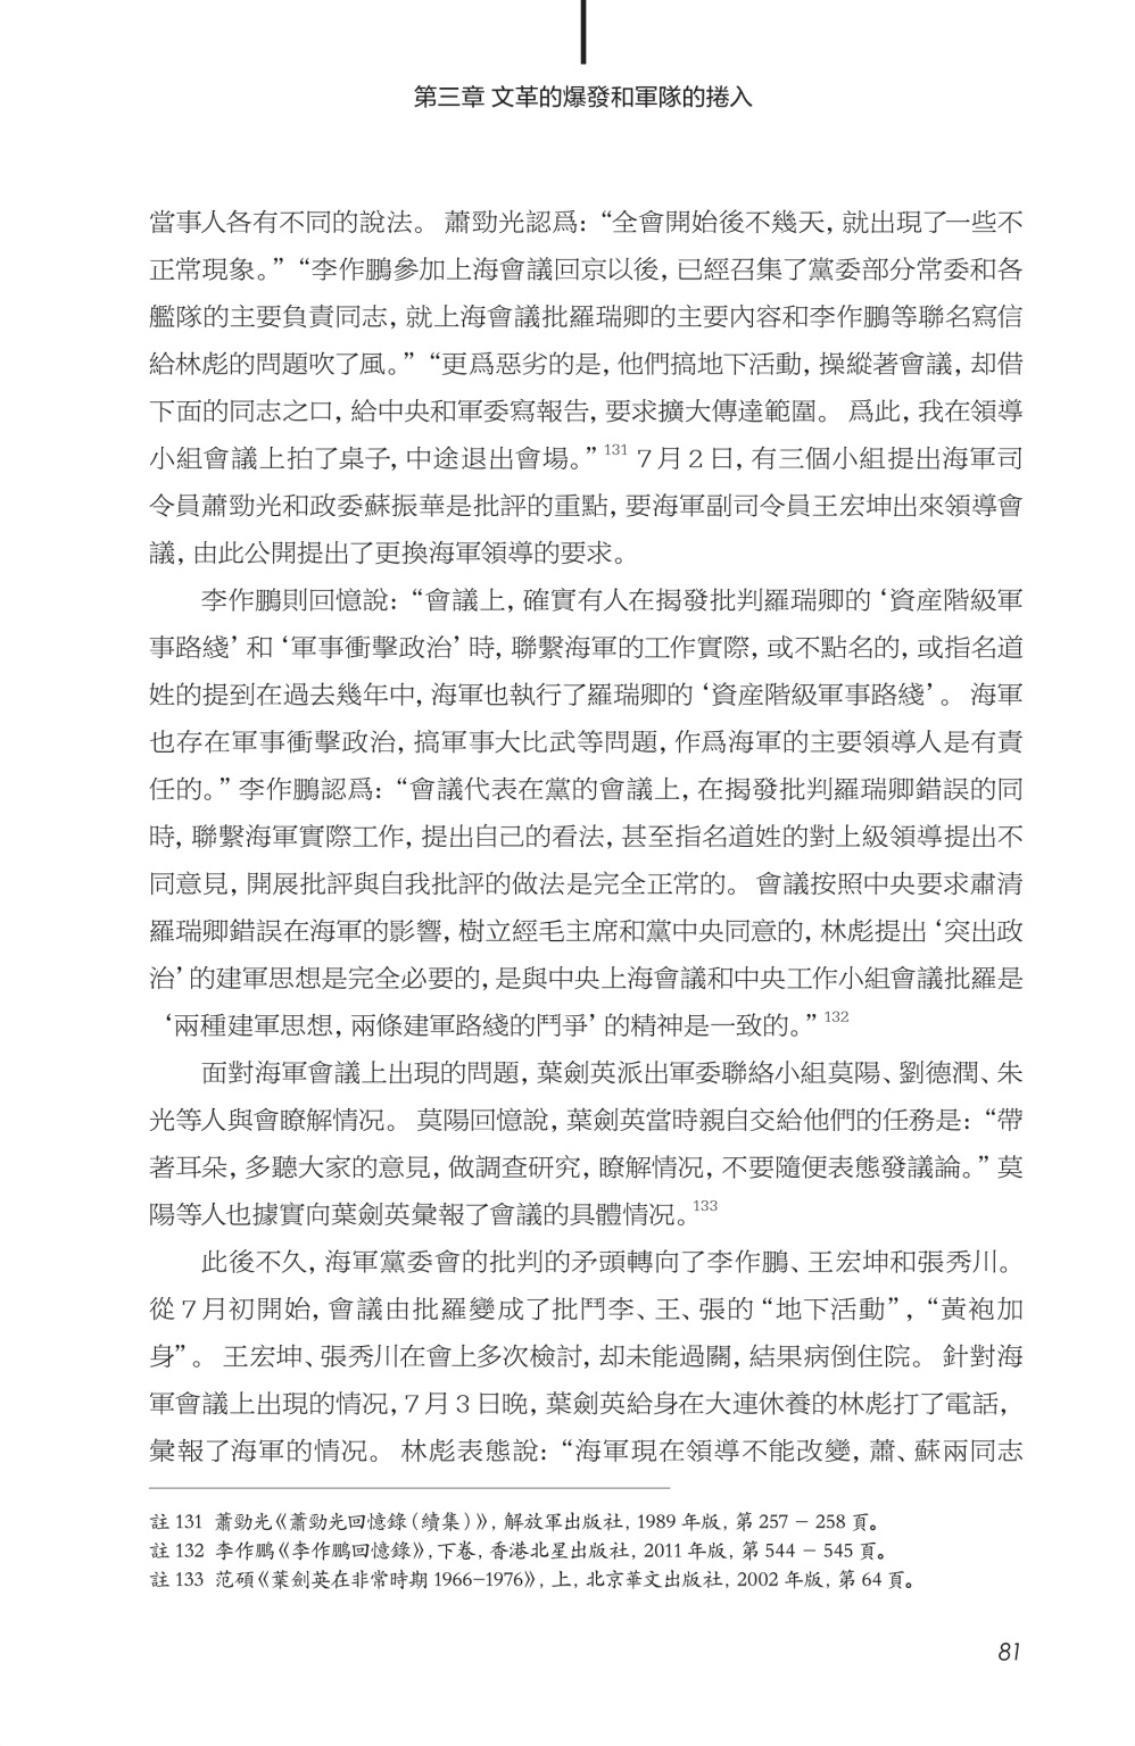 第三章 文革的爆發和軍隊的捲入
當事人各有不同的說法。 蕭勁光認爲：“全會開始後不幾天，就出現了一些不
正常現象。” “李作鵬參加上海會議回京以後，已經召集了黨委部分常委和各
艦隊的主要負責同志，就上海會議批羅瑞卿的主要內容和李作鵬等聯名寫信
給林彪的問題吹了風。” “更爲惡劣的是，他們搞地下活動，操縱著會議，却借
下面的同志之口，給中央和軍委寫報告，要求擴大傳達範圍。 爲此，我在領導
小組會議上拍了桌子，中途退出會場。”131 7 月 2 日，有三個小組提出海軍司
令員蕭勁光和政委蘇振華是批評的重點，要海軍副司令員王宏坤出來領導會
議，由此公開提出了更換海軍領導的要求。
李作鵬則回憶說：“會議上，確實有人在揭發批判羅瑞卿的 ‘資産階級軍
事路綫’ 和 ‘軍事衝擊政治’ 時，聯繫海軍的工作實際，或不點名的，或指名道
姓的提到在過去幾年中，海軍也執行了羅瑞卿的 ‘資産階級軍事路綫’。 海軍
也存在軍事衝擊政治，搞軍事大比武等問題，作爲海軍的主要領導人是有責
任的。” 李作鵬認爲：“會議代表在黨的會議上，在揭發批判羅瑞卿錯誤的同
時，聯繫海軍實際工作，提出自己的看法，甚至指名道姓的對上級領導提出不
同意見，開展批評與自我批評的做法是完全正常的。 會議按照中央要求肅清
羅瑞卿錯誤在海軍的影響，樹立經毛主席和黨中央同意的，林彪提出 ‘突出政
治’ 的建軍思想是完全必要的，是與中央上海會議和中央工作小組會議批羅是
‘兩種建軍思想，兩條建軍路綫的鬥爭’ 的精神是一致的。”132
面對海軍會議上出現的問題，葉劍英派出軍委聯絡小組莫陽、劉德潤、朱
光等人與會瞭解情況。 莫陽回憶說，葉劍英當時親自交給他們的任務是：“帶
著耳朵，多聽大家的意見，做調查研究，瞭解情況，不要隨便表態發議論。” 莫
陽等人也據實向葉劍英彙報了會議的具體情況。133
此後不久，海軍黨委會的批判的矛頭轉向了李作鵬、王宏坤和張秀川。
從 7 月初開始，會議由批羅變成了批鬥李、王、張的 “地下活動”，“黃袍加
身”。 王宏坤、張秀川在會上多次檢討，却未能過關，結果病倒住院。 針對海
軍會議上出現的情況，7 月 3 日晚，葉劍英給身在大連休養的林彪打了電話，
彙報了海軍的情況。 林彪表態說：“海軍現在領導不能改變，蕭、蘇兩同志
註 131 蕭勁光《蕭勁光回憶錄（續集）》，解放軍出版社，1989 年版，第 257 – 258 頁。
註 132 李作鵬《李作鵬回憶錄》，下卷，香港北星出版社，2011 年版，第 544 – 545 頁。
註 133 范碩《葉劍英在非常時期 1966–1976》，上，北京華文出版社，2002 年版，第 64 頁。
81